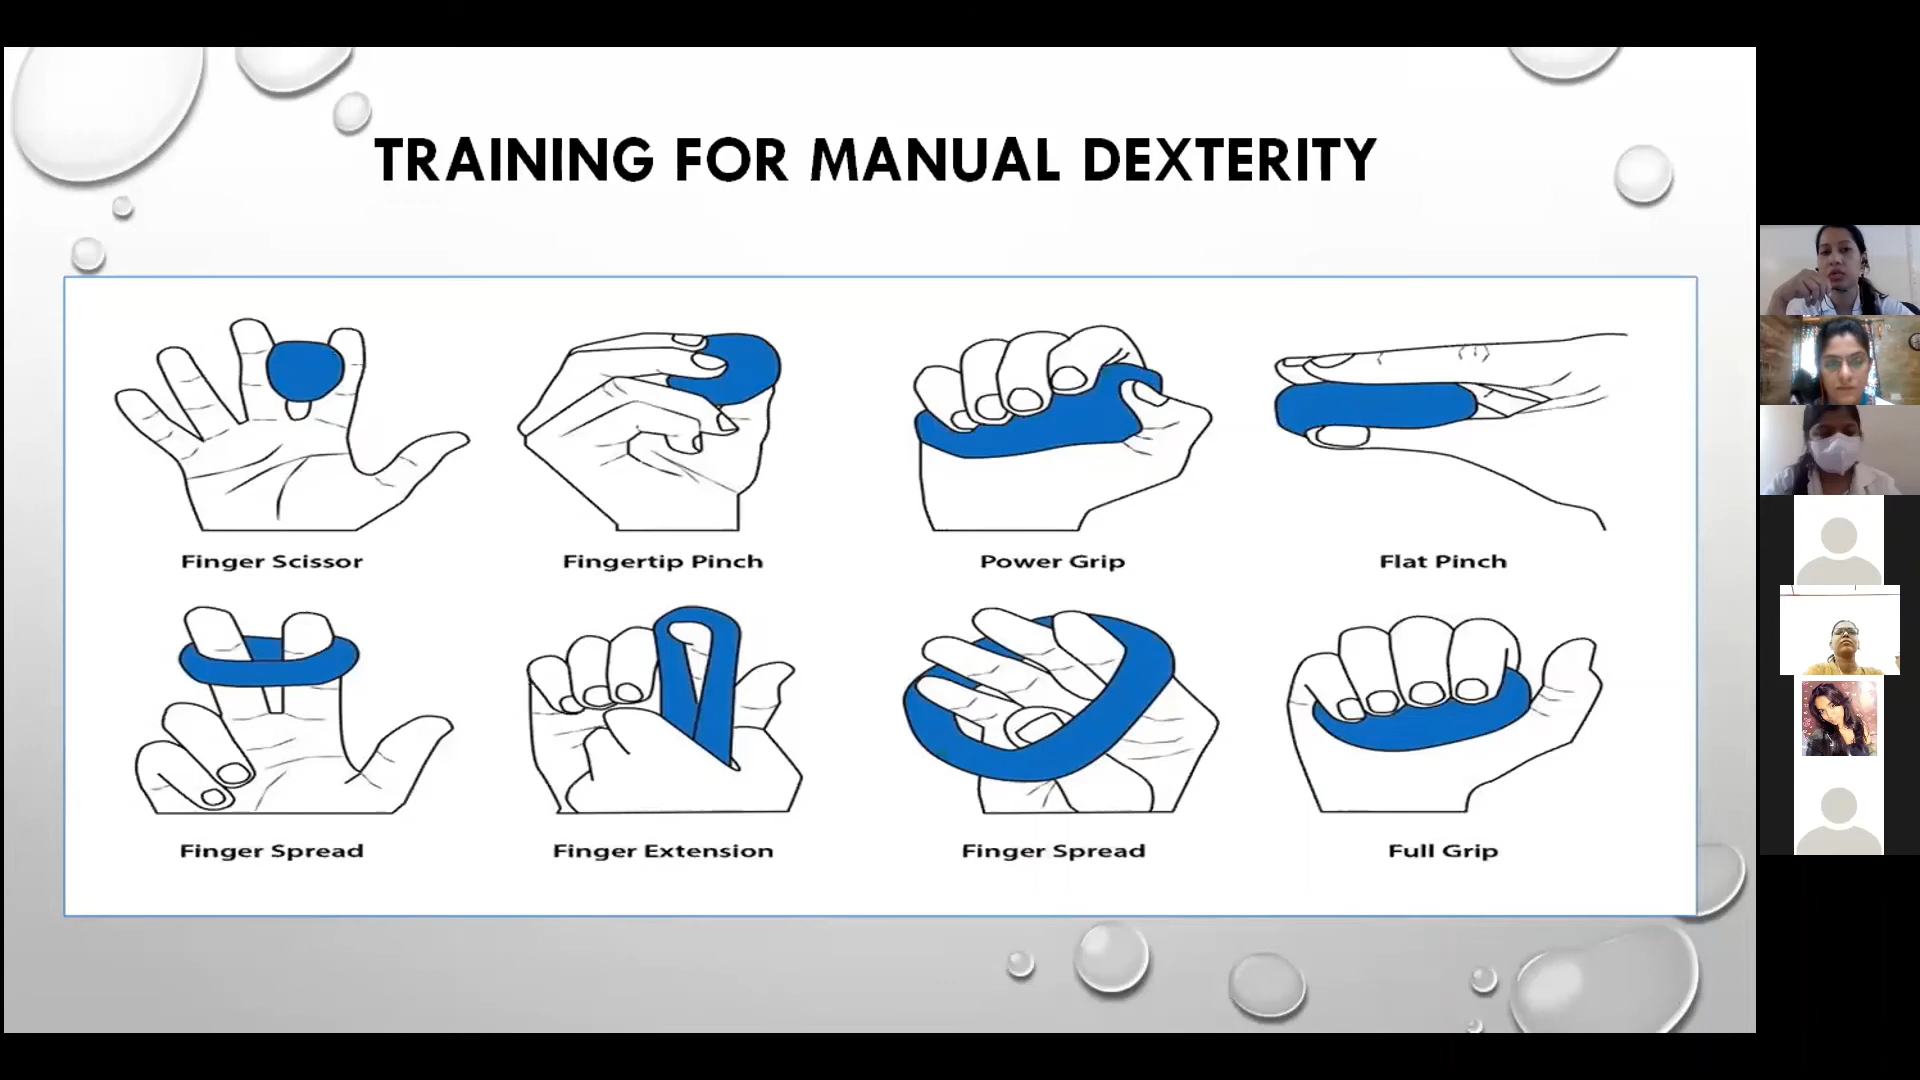 TRAINING FOR MANUAL DEXTERITY
Finger Scissor
Fingertip Pinch
Power Grip
Flat Pinch
Finger Spread
Finger Extension
Finger Spread
Full Grip